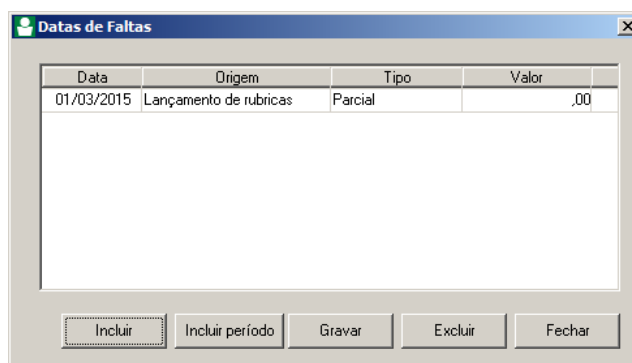 Datas de Faltas
Data Origem Tipo Valor
01/03/2015 Lançamento de rubricas Parcial ,00
Incluir Incluir período Gravar Excluir Fechar